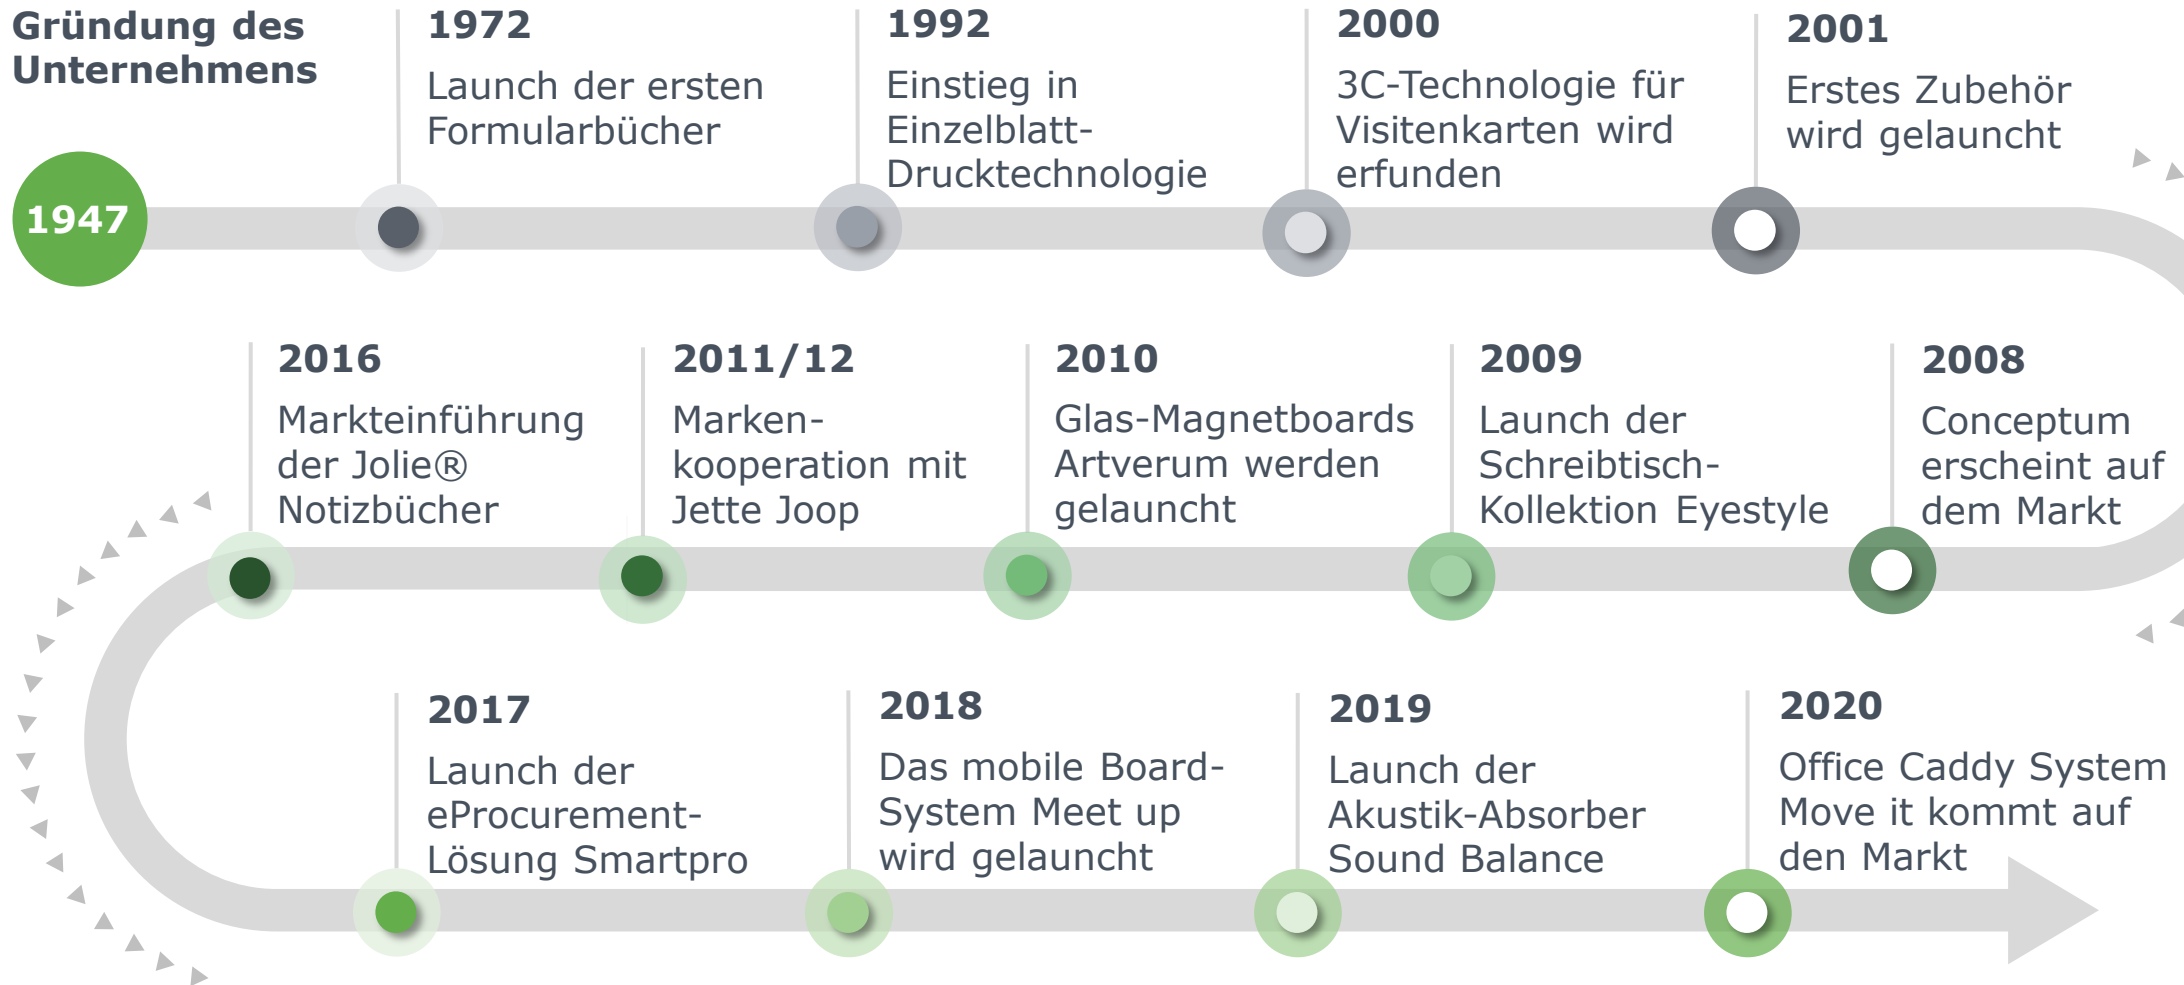 Gründung des
Unternehmens
1947
1972
Launch der ersten
Formularbücher
1992
Einstieg in
Einzelblatt-
Drucktechnologie
2000
3C-Technologie für
Visitenkarten wird
erfunden
2001
Erstes Zubehör
wird gelauncht
2008
Conceptum
erscheint auf
dem Markt
2009
Launch der
Schreibtisch-
Kollektion Eyestyle
2010
Glas-Magnetboards
Artverum werden
gelauncht
2011/12
Marken-
kooperation mit
Jette Joop
2016
Markteinführung
der Jolie®
Notizbücher
2017
Launch der
eProcurement-
Lösung Smartpro
2018
Das mobile Board-
System Meet up
wird gelauncht
2019
Launch der
Akustik-Absorber
Sound Balance
2020
Office Caddy System
Move it kommt auf
den Markt